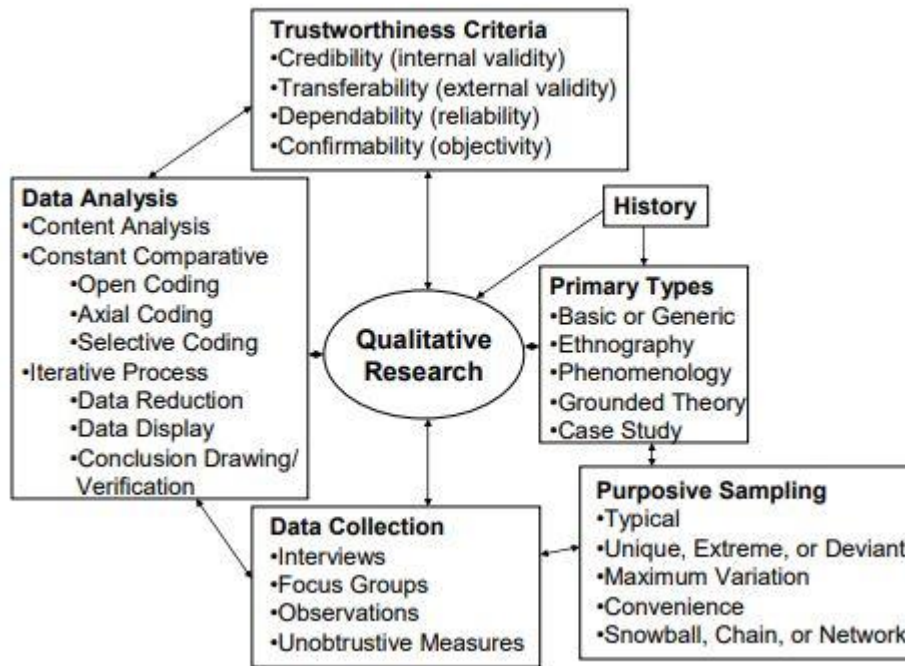 Trustworthiness Criteria
•Credibility (internal validity)
•Transferability (external validity)
•Dependability (reliability)
•Confirmability (objectivity)
Data Analysis
•Content Analysis
•Constant Comparative
•Open Coding
•Axial Coding
•Selective Coding
•Iterative Process
•Data Reduction
•Data Display
•Conclusion Drawing/
Verification
History
Qualitative
Research
Primary Types
•Basic or Generic
•Ethnography
•Phenomenology
•Grounded Theory
•Case Study
Data Collection
•Interviews
•Focus Groups
•Observations
•Unobtrustive Measures
Purposive Sampling
•Typical
•Unique, Extreme, or Deviant
•Maximum Variation
•Convenience
•Snowball, Chain, or Network